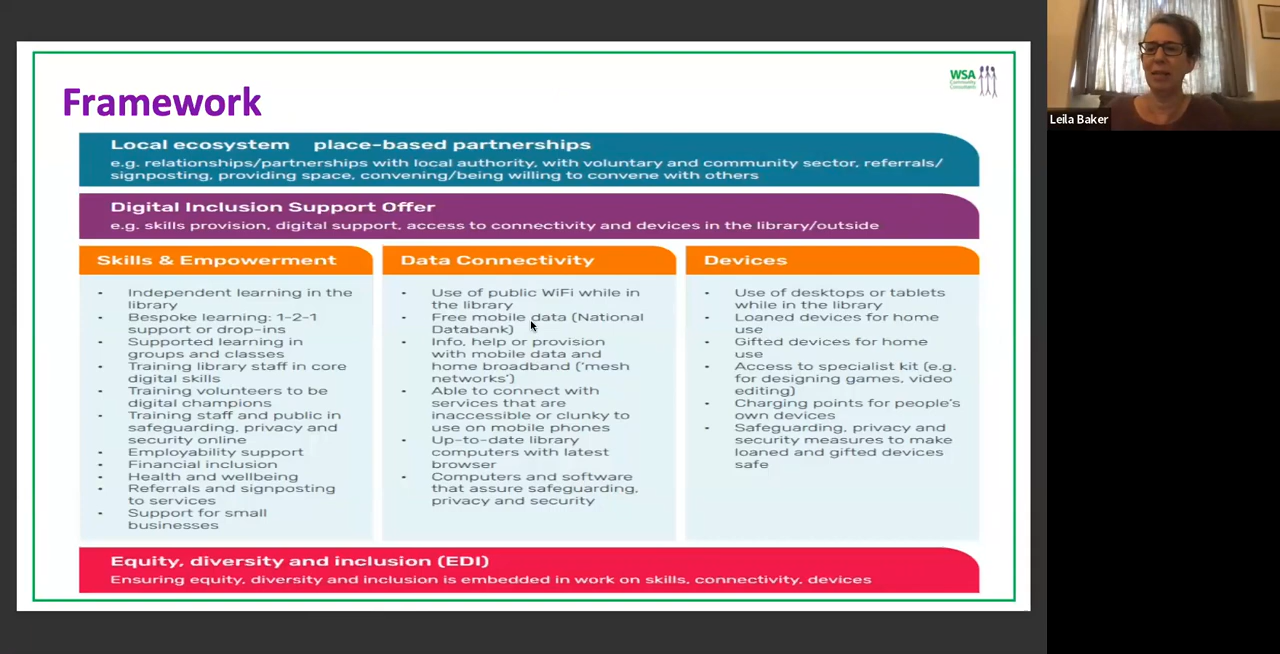 Framework
WSA
Community
Consultants
Leila Baker
Local ecosystem place-based partnerships
e.g. relationships/partnerships with local authority, with voluntary and community sector, referrals/
signposting, providing space, convening/being willing to convene with others
Digital Inclusion Support Offer
e.g. skills provision, digital support, access to connectivity and devices in the library/outside
Skills & Empowerment
• Independent learning in the
library
• Bespoke learning: 1-2-1
support or drop-ins
• Supported learning in
groups and classes
• Training library staff in core
digital skills
• Training volunteers to be
digital champions
• Training staff and public in
safeguarding, privacy and
security online
• Employability support
• Financial inclusion
• Health and wellbeing
• Referrals and signposting
to services
• Support for small
businesses
Data Connectivity
• Use of public WiFi while in
the library
• Free mobile data (National
Databank)
• Info, help or provision
with mobile data and
home broadband ('mesh
networks')
• Able to connect with
services that are
inaccessible or clunky to
use on mobile phones
• Up-to-date library
computers with latest
browser
• Computers and software
that assure safeguarding,
privacy and security
Devices
• Use of desktops or tablets
while in the library
• Loaned devices for home
use
• Gifted devices for home
use
• Access to specialist kit (e.g.
for designing games, video
editing)
• Charging points for people's
own devices
• Safeguarding, privacy and
security measures to make
loaned and gifted devices
safe
Equity, diversity and inclusion (EDI)
Ensuring equity, diversity and inclusion is embedded in work on skills, connectivity, devices